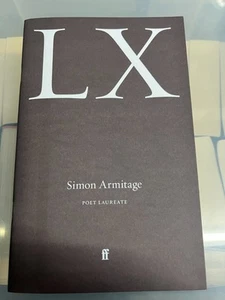 LX
Simon Armitage
POET LAUREATE
ff